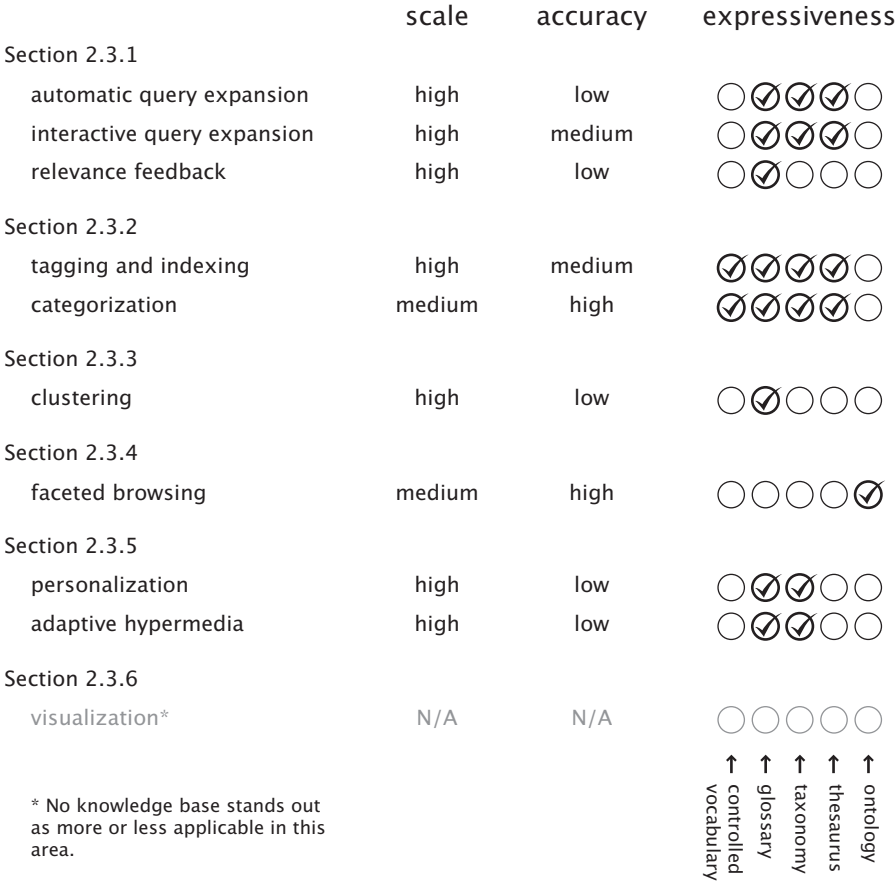 scale accuracy expressiveness
Section 2.3.1
automatic query expansion high low
interactive query expansion high medium
relevance feedback high low
Section 2.3.2
tagging and indexing high medium
categorization medium high
Section 2.3.3
clustering high low
Section 2.3.4
faceted browsing medium high
Section 2.3.5
personalization high low
adaptive hypermedia high low
Section 2.3.6
visualization* N/A N/A
* No knowledge base stands out
as more or less applicable in this
area.
controlled
vocabulary
glossary
taxonomy
thesaurus
ontology